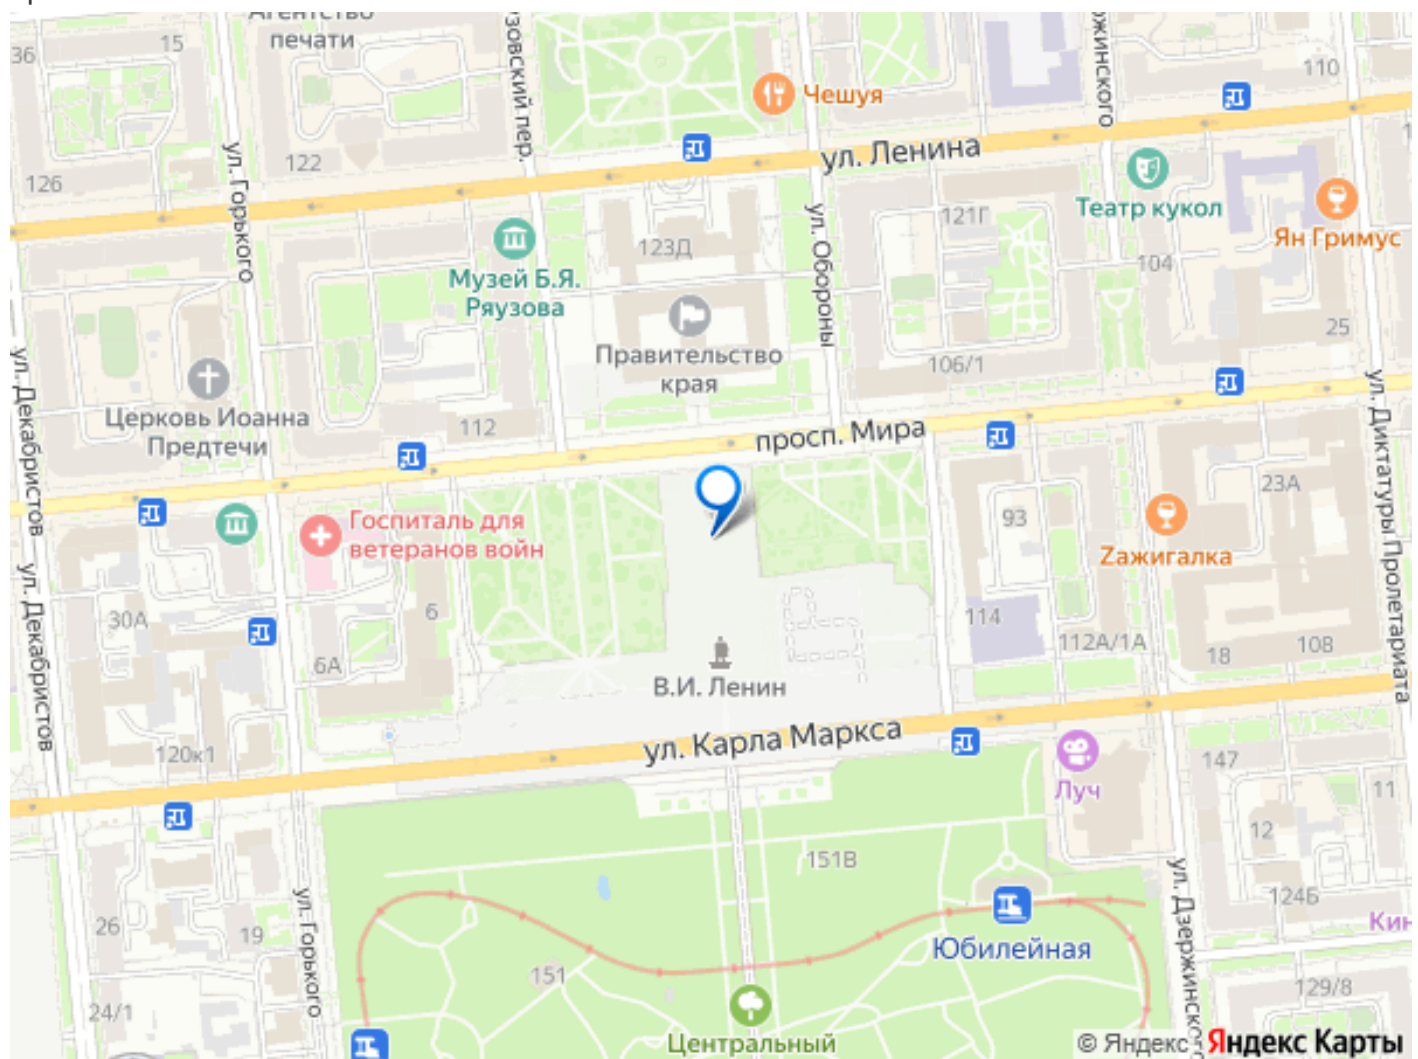 Агентство
печати
15
36
узовский пер.
жинского
110
Чешуя
ул. Ленина
122
126
ул. Горького
Театр кукол
121Г
Ян Гримус
123Д
ул. Обороны
Музей Б.Я.
Ряузова
104
25
Правительство
края
106/1
ул. Декабристов
Церковь Иоанна
Предтечи
112
просп. Мира
ул. Диктатуры Пролетариата
23А
Госпиталь для
ветеранов войн
93
Zажигалка
ул. Декабристов
30А
6
114
112А/1А
18
108
6А
В.И. Ленин
120к1
ул. Карла Маркса
147
Луч
11
12
151В
ул. Горького
ул. Дзержинско
124Б
26
19
Кин
Юбилейная
151
129/8
24/1
Центральный
© Яндекс
Яндекс Карты